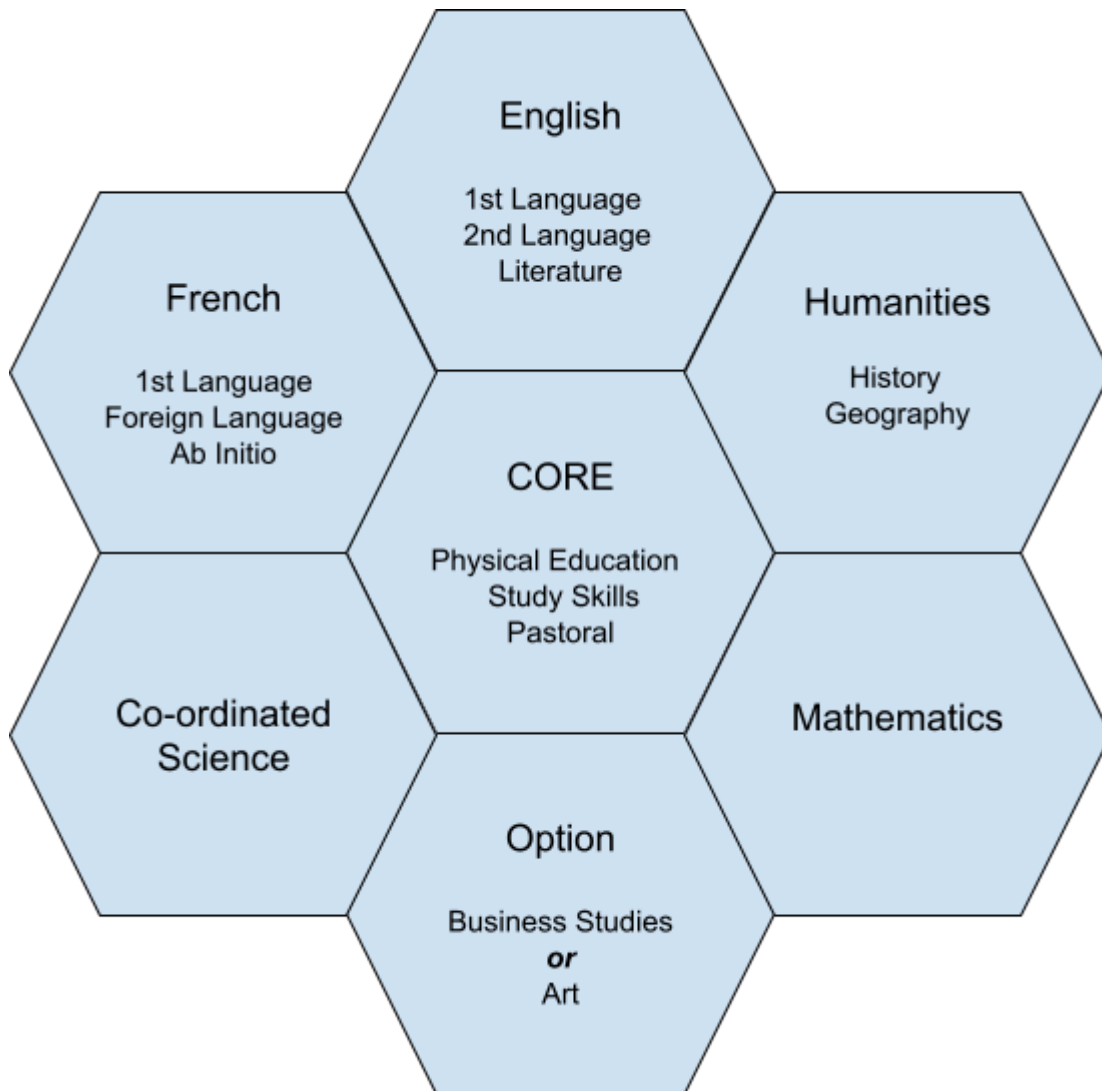 English
1st Language
2nd Language
Literature
French
1st Language
Foreign Language
Ab Initio
Humanities
History
Geography
CORE
Physical Education
Study Skills
Pastoral
Co-ordinated
Science
Mathematics
Option
Business Studies
or
Art